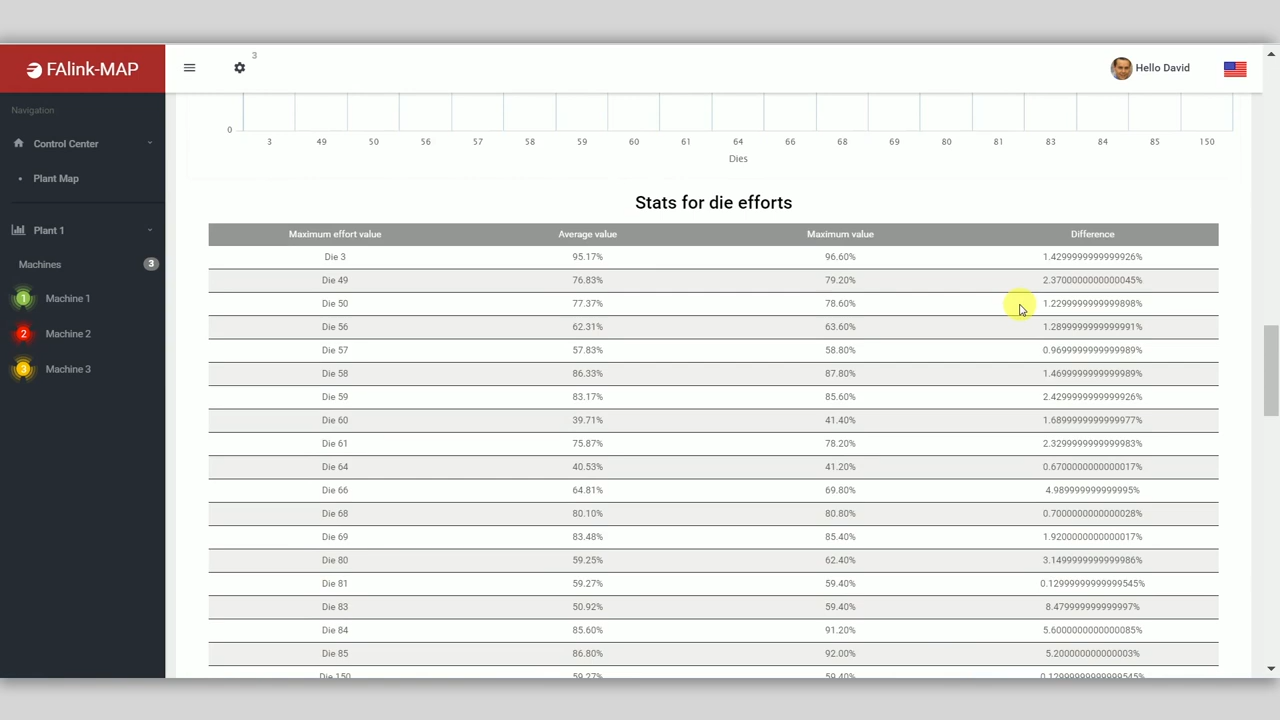 FAlink-MAP
3
Hello David
Navigation
Control Center
Plant Map
Plant 1
Machines 3
1 Machine 1
2 Machine 2
3 Machine 3
0
3 49 50 56 57 58 59 60 61 64 66 68 69 80 81 83 84 85 150
Dies
Stats for die efforts
Maximum effort value Average value Maximum value Difference
Die 3 95.17% 96.60% 1.4299999999999926%
Die 49 76.83% 79.20% 2.3700000000000045%
Die 50 77.37% 78.60% 1.2299999999999898%
Die 56 62.31% 63.60% 1.2899999999999991%
Die 57 57.83% 58.80% 0.9699999999999989%
Die 58 86.33% 87.80% 1.4699999999999989%
Die 59 83.17% 85.60% 2.4299999999999926%
Die 60 39.71% 41.40% 1.6899999999999977%
Die 61 75.87% 78.20% 2.3299999999999983%
Die 64 40.53% 41.20% 0.6700000000000017%
Die 66 64.81% 69.80% 4.989999999999995%
Die 68 80.10% 80.80% 0.7000000000000028%
Die 69 83.48% 85.40% 1.9200000000000017%
Die 80 59.25% 62.40% 3.1499999999999986%
Die 81 59.27% 59.40% 0.12999999999999545%
Die 83 50.92% 59.40% 8.479999999999997%
Die 84 85.60% 91.20% 5.6000000000000085%
Die 85 86.80% 92.00% 5.200000000000003%
Die 150 59.27% 59.40% 0.12999999999999545%